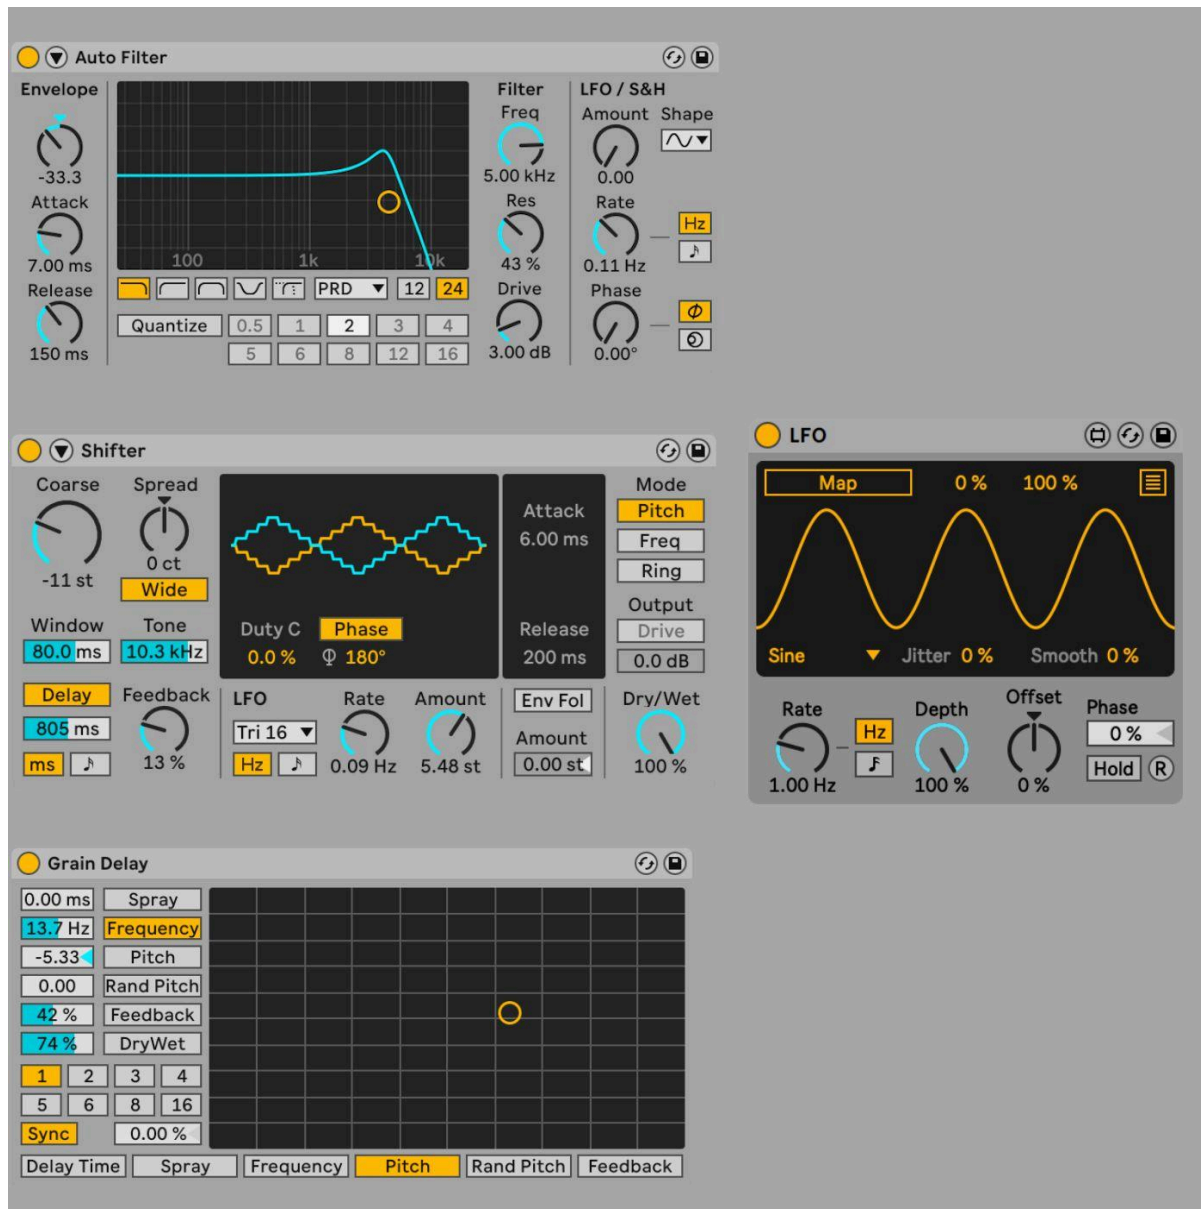 Auto Filter
Envelope
-33.3
Attack
7.00 ms
Release
150 ms
100 1k 10k
PRD 12 24
Quantize 0.5 1 2 3 4
5 6 8 12 16
Filter
Freq
5.00 kHz
Res
43 %
Drive
3.00 dB
LFO / S&H
Amount Shape
0.00
Rate
Hz
0.11 Hz
Phase
0.00°
Shifter
Coarse Spread
-11 st
0 ct
Wide
Window Tone
80.0 ms 10.3 kHz
Delay Feedback
805 ms
ms 13 %
Duty C Phase
0.0 % 180°
LFO Rate Amount
Tri 16
Hz 0.09 Hz 5.48 st
Attack
6.00 ms
Release
200 ms
Env Fol
Amount
0.00 st
Mode
Pitch
Freq
Ring
Output
Drive
0.0 dB
Dry/Wet
100 %
LFO
Map 0 % 100 %
Sine Jitter 0 % Smooth 0 %
Rate Depth Offset Phase
Hz 0 %
Hold R
1.00 Hz 100 % 0 %
Grain Delay
0.00 ms Spray
13.7 Hz Frequency
-5.33 Pitch
0.00 Rand Pitch
42 % Feedback
74 % DryWet
1 2 3 4
5 6 8 16
Sync 0.00 %
Delay Time Spray Frequency Pitch Rand Pitch Feedback